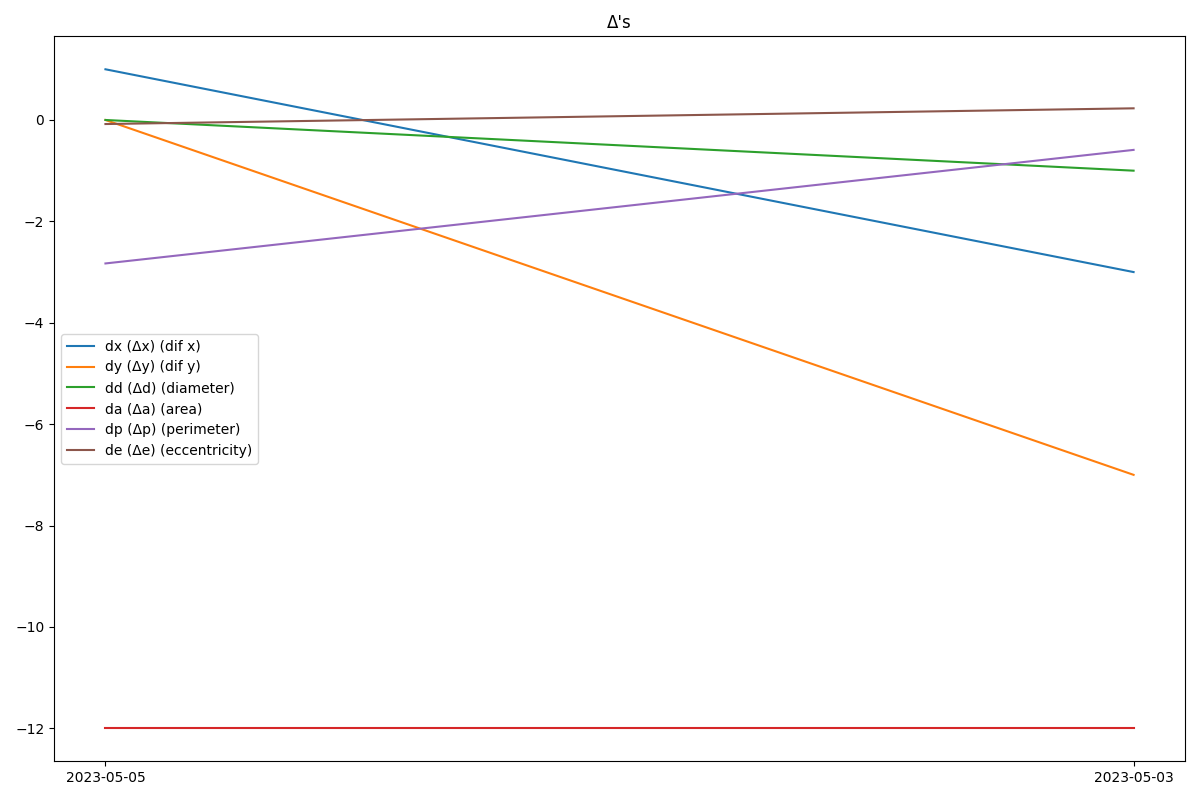 Δ's
0
−2
−4
−6
−8
−10
−12
dx (Δx) (dif x)
dy (Δy) (dif y)
dd (Δd) (diameter)
da (Δa) (area)
dp (Δp) (perimeter)
de (Δe) (eccentricity)
2023-05-05 2023-05-03